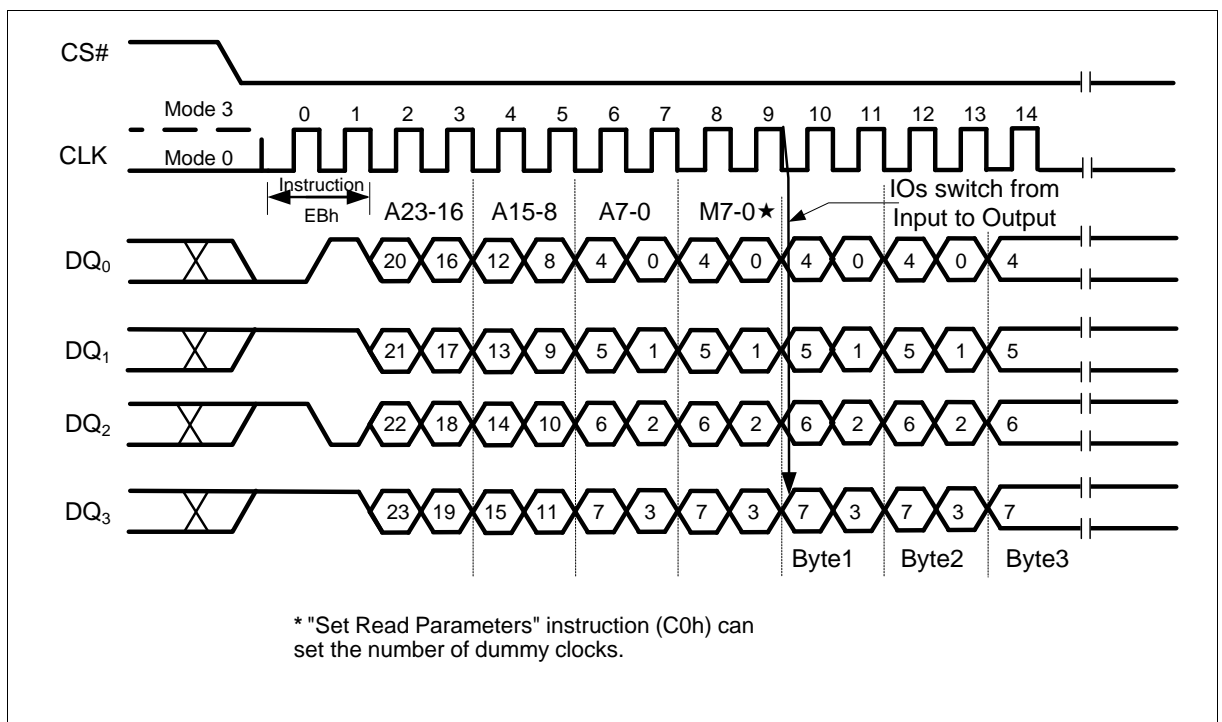 CS#
Mode 3
0 1 2 3 4 5 6 7 8 9 10 11 12 13 14
CLK
Mode 0
Instruction
EBh
A23-16 A15-8 A7-0 M7-0★
IOs switch from
Input to Output
DQ₀ 20 16 12 8 4 0 4 0 4 0 4 0 4
DQ₁ 21 17 13 9 5 1 5 1 5 1 5 1 5
DQ₂ 22 18 14 10 6 2 6 2 6 2 6 2 6
DQ₃ 23 19 15 11 7 3 7 3 7 3 7 3 7
Byte1 Byte2 Byte3
* "Set Read Parameters" instruction (C0h) can
set the number of dummy clocks.